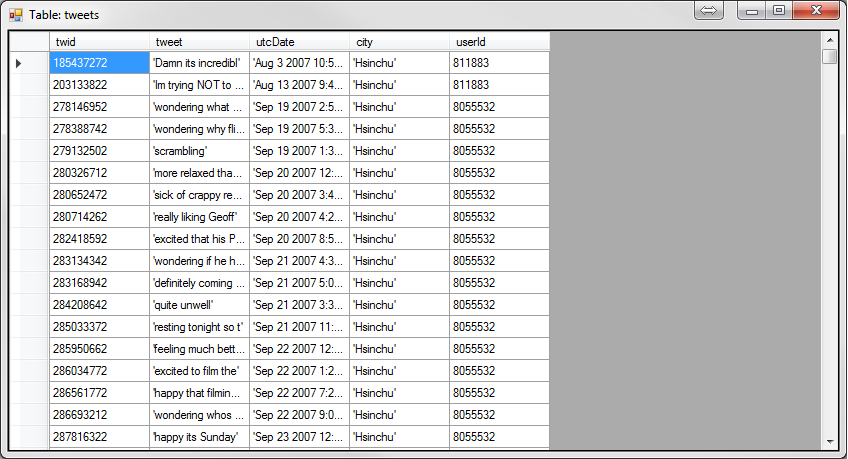 Table: tweets
twid tweet utcDate city userId
185437272 'Damn its incredibl' 'Aug 3 2007 10:5... 'Hsinchu' 811883
203133822 'Im trying NOT to ... 'Aug 13 2007 9:4... 'Hsinchu' 811883
278146952 'wondering what ... 'Sep 19 2007 2:5... 'Hsinchu' 8055532
278388742 'wondering why fli... 'Sep 19 2007 5:3... 'Hsinchu' 8055532
279132502 'scrambling' 'Sep 19 2007 1:3... 'Hsinchu' 8055532
280326712 'more relaxed tha... 'Sep 20 2007 12:... 'Hsinchu' 8055532
280652472 'sick of crappy re... 'Sep 20 2007 3:4... 'Hsinchu' 8055532
280714262 'really liking Geoff' 'Sep 20 2007 4:2... 'Hsinchu' 8055532
282418592 'excited that his P... 'Sep 20 2007 8:5... 'Hsinchu' 8055532
283134342 'wondering if he h... 'Sep 21 2007 4:3... 'Hsinchu' 8055532
283168942 'definitely coming ... 'Sep 21 2007 5:0... 'Hsinchu' 8055532
284208642 'quite unwell' 'Sep 21 2007 3:3... 'Hsinchu' 8055532
285033372 'resting tonight so t' 'Sep 21 2007 11:... 'Hsinchu' 8055532
285950662 'feeling much bett... 'Sep 22 2007 12:... 'Hsinchu' 8055532
286034772 'excited to film the' 'Sep 22 2007 1:2... 'Hsinchu' 8055532
286561772 'happy that filmin... 'Sep 22 2007 7:2... 'Hsinchu' 8055532
286693212 'wondering whos ... 'Sep 22 2007 9:0... 'Hsinchu' 8055532
287816322 'happy its Sunday' 'Sep 23 2007 12:... 'Hsinchu' 8055532